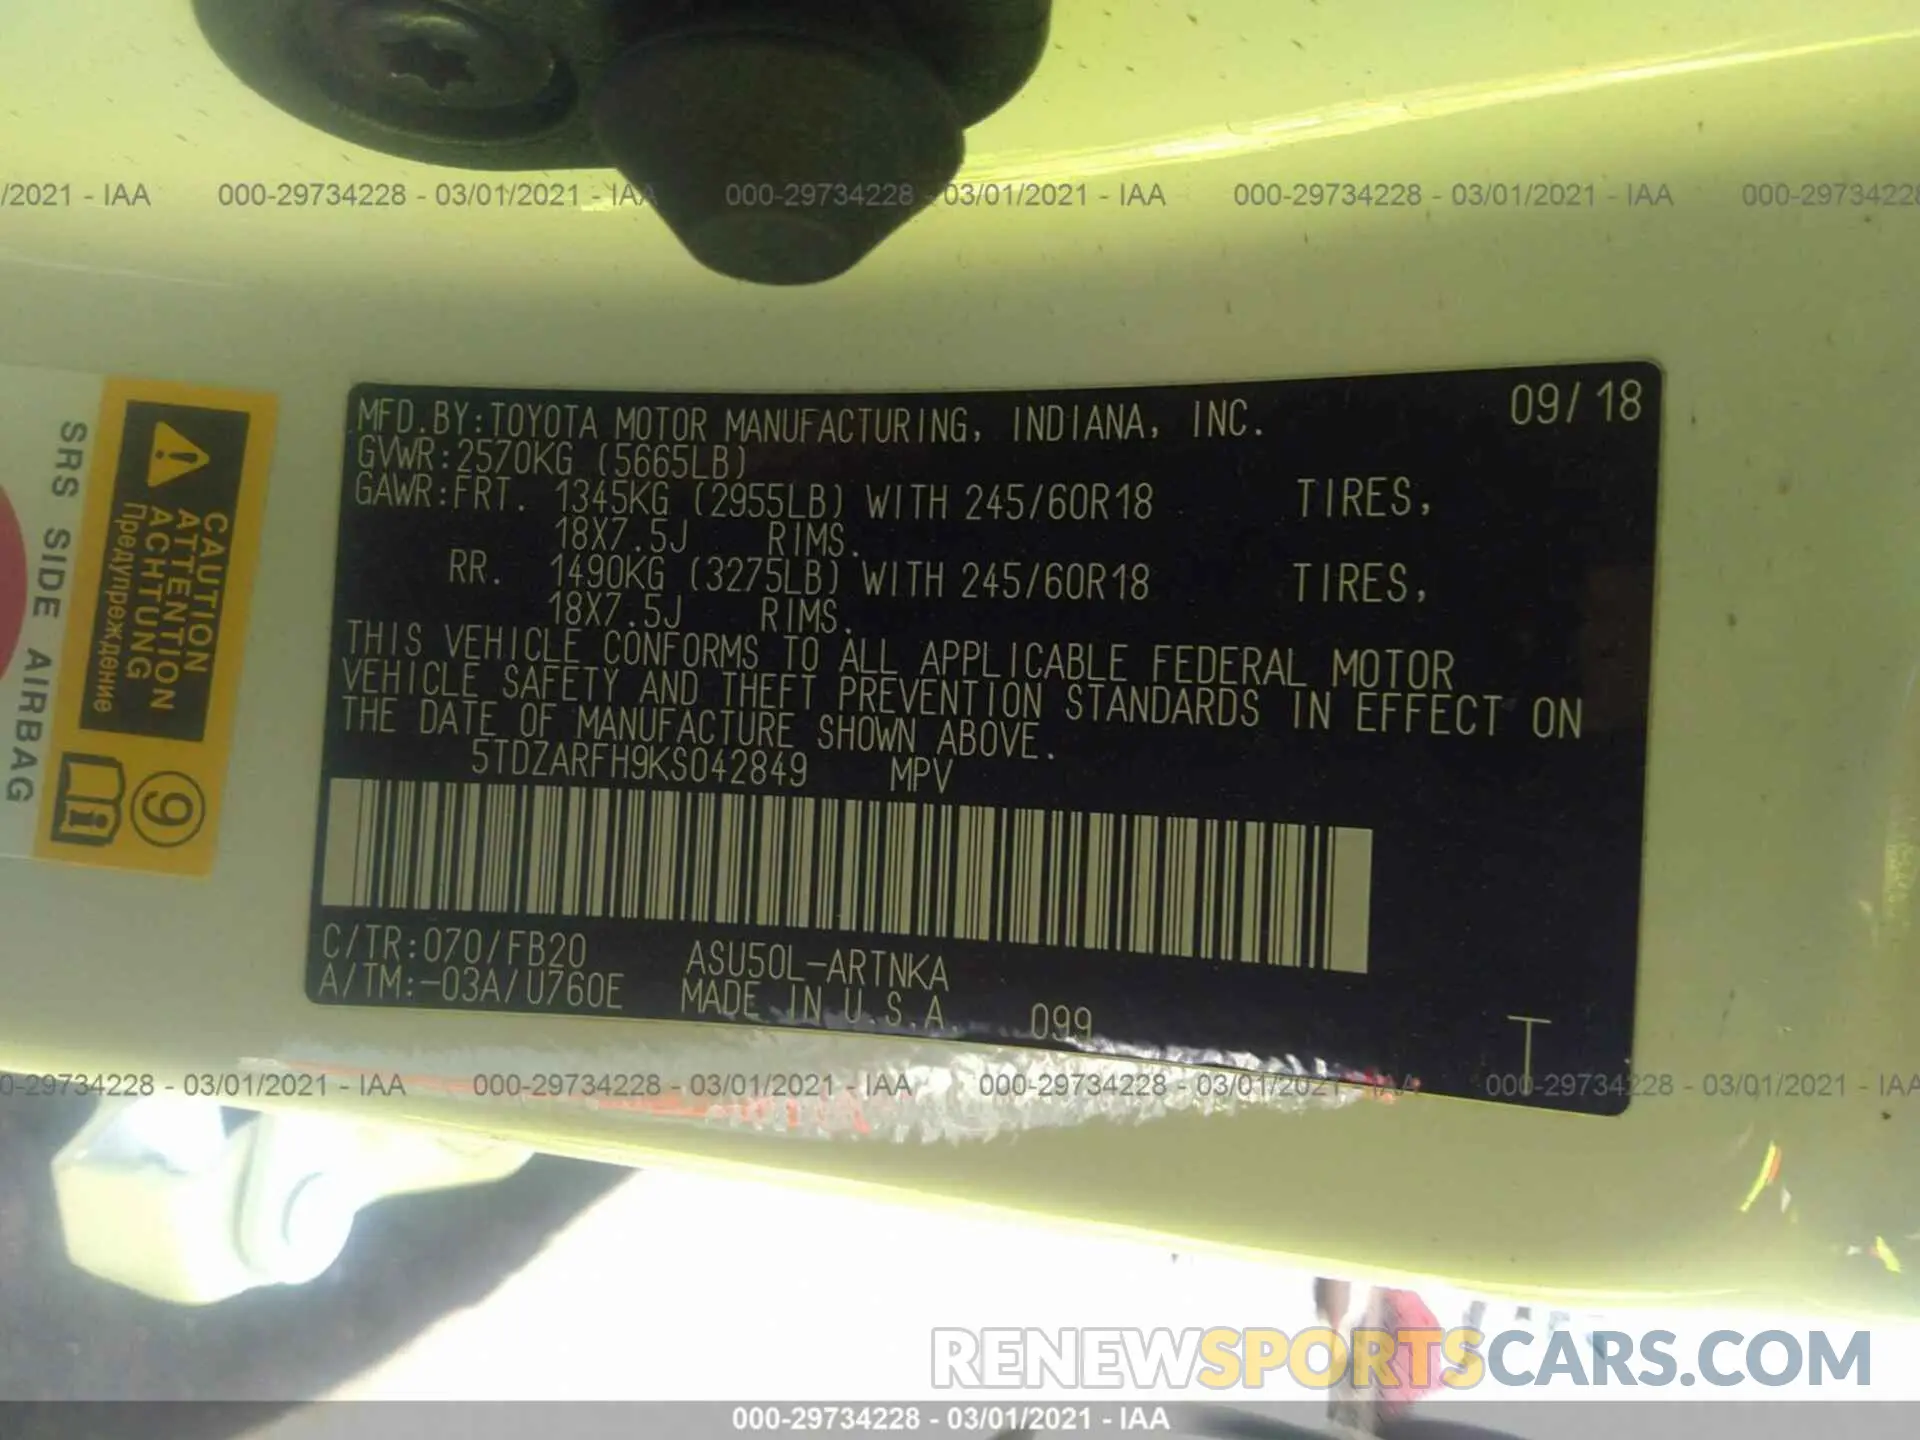 /2021 - IAA 000-29734228 - 03/01/2021 - IAA 000-29734228 - 03/01/2021 - IAA 000-29734228 - 03/01/2021 - IAA 000-2973422
MFD.BY:TOYOTA MOTOR MANUFACTURING, INDIANA, INC. 09/18
GVWR:2570KG (5665LB)
GAWR:FRT. 1345KG (2955LB) WITH 245/60R18 TIRES,
18X7.5J RIMS.
RR. 1490KG (3275LB) WITH 245/60R18 TIRES,
18X7.5J RIMS.
THIS VEHICLE CONFORMS TO ALL APPLICABLE FEDERAL MOTOR
VEHICLE SAFETY AND THEFT PREVENTION STANDARDS IN EFFECT ON
THE DATE OF MANUFACTURE SHOWN ABOVE.
5TDZARFH9KS042849 MPV
C/TR:070/FB20 ASU50L-ARTNKA
A/TM:-03A/U760E MADE IN U.S.A 099
T
CAUTION
ATTENTION
ACHTUNG
Предупреждение
9
SRS SIDE AIRBAG
0-29734228 - 03/01/2021 - IAA 000-29734228 - 03/01/2021 - IAA 000-29734228 - 03/01/2021 - IAA 000-29734228 - 03/01/2021 - IAA
RENEWSPORTSCARS.COM
000-29734228 - 03/01/2021 - IAA